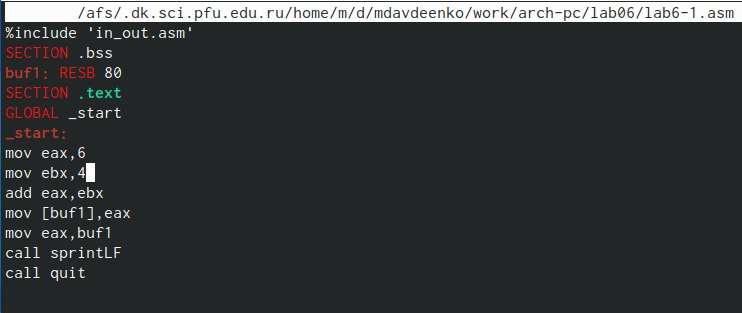 /afs/.dk.sci.pfu.edu.ru/home/m/d/mdavdeenko/work/arch-pc/lab06/lab6-1.asm
%include 'in_out.asm'
SECTION .bss
buf1: RESB 80
SECTION .text
GLOBAL _start
_start:
mov eax,6
mov ebx,4
add eax,ebx
mov [buf1],eax
mov eax,buf1
call sprintLF
call quit